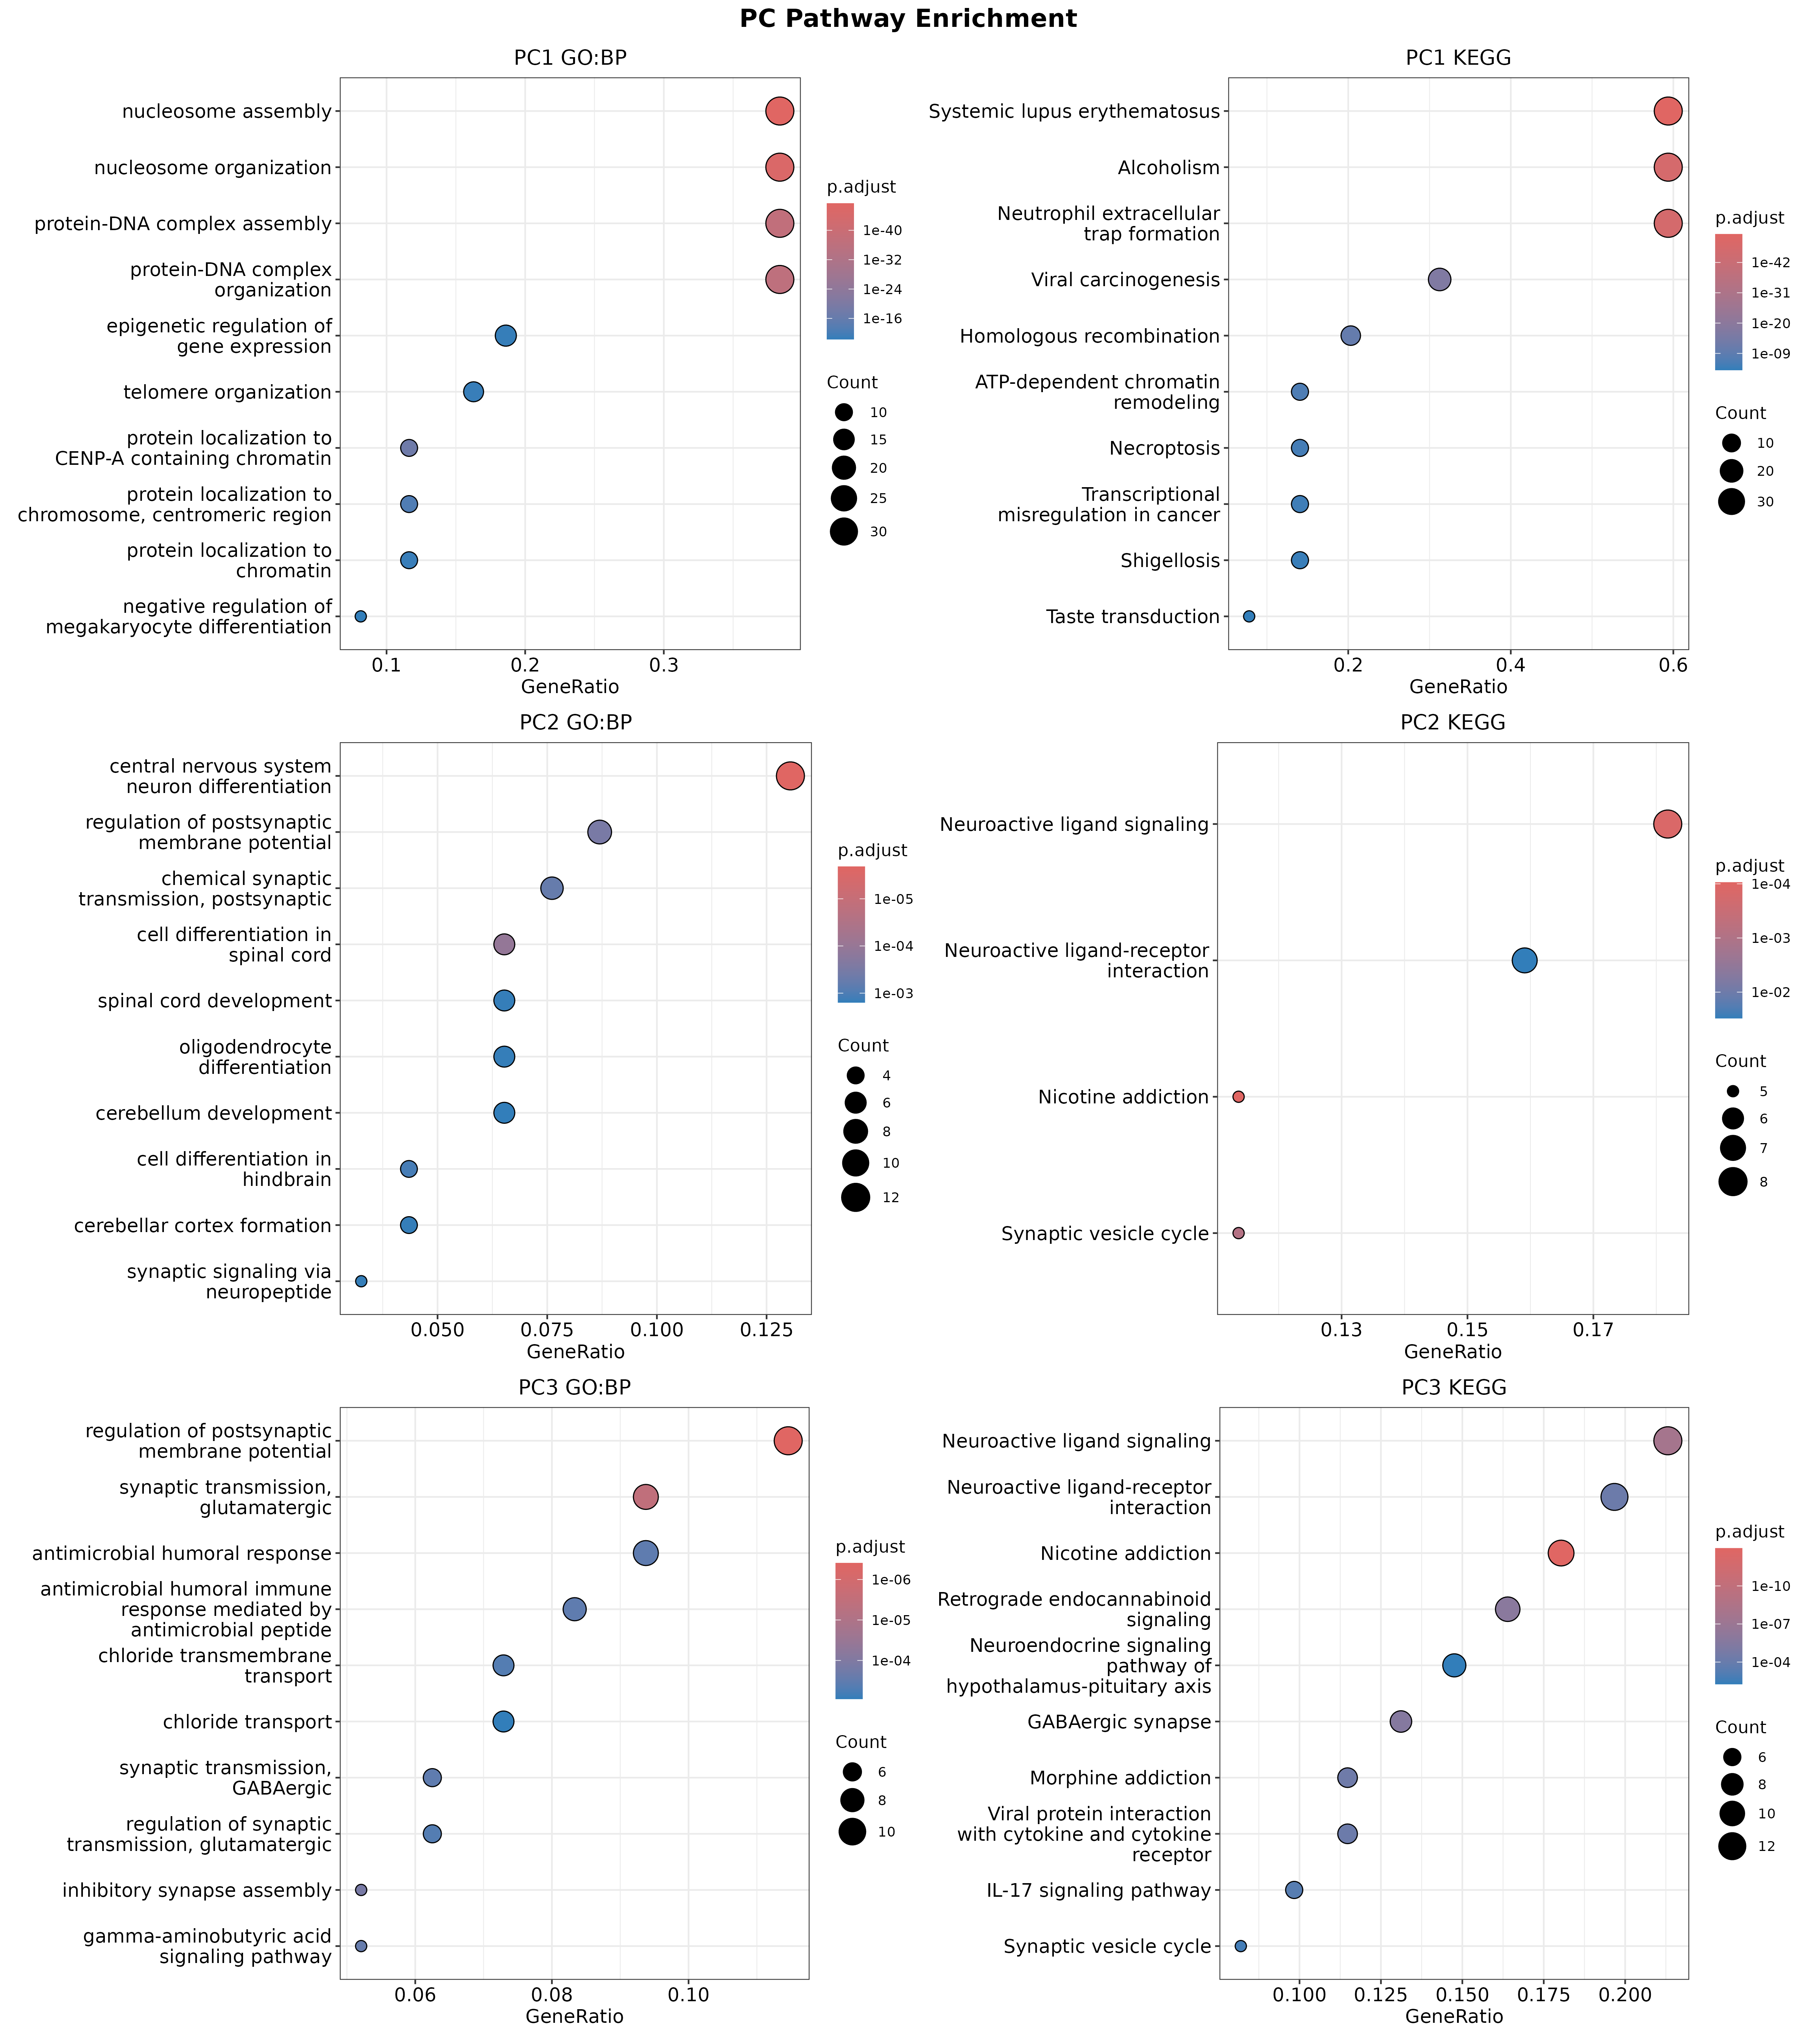 PC Pathway Enrichment
PC1 GO:BP
nucleosome assembly
nucleosome organization
protein-DNA complex assembly
protein-DNA complex
organization
epigenetic regulation of
gene expression
telomere organization
protein localization to
CENP-A containing chromatin
protein localization to
chromosome, centromeric region
protein localization to
chromatin
negative regulation of
megakaryocyte differentiation
0.1 0.2 0.3
GeneRatio
p.adjust
1e-40
1e-32
1e-24
1e-16
Count
10
15
20
25
30
PC1 KEGG
Systemic lupus erythematosus
Alcoholism
Neutrophil extracellular
trap formation
Viral carcinogenesis
Homologous recombination
ATP-dependent chromatin
remodeling
Necroptosis
Transcriptional
misregulation in cancer
Shigellosis
Taste transduction
0.2 0.4 0.6
GeneRatio
p.adjust
1e-42
1e-31
1e-20
1e-09
Count
10
20
30
PC2 GO:BP
central nervous system
neuron differentiation
regulation of postsynaptic
membrane potential
chemical synaptic
transmission, postsynaptic
cell differentiation in
spinal cord
spinal cord development
oligodendrocyte
differentiation
cerebellum development
cell differentiation in
hindbrain
cerebellar cortex formation
synaptic signaling via
neuropeptide
0.050 0.075 0.100 0.125
GeneRatio
p.adjust
1e-05
1e-04
1e-03
Count
4
6
8
10
12
PC2 KEGG
Neuroactive ligand signaling
Neuroactive ligand-receptor
interaction
Nicotine addiction
Synaptic vesicle cycle
0.13 0.15 0.17
GeneRatio
p.adjust
1e-04
1e-03
1e-02
Count
5
6
7
8
PC3 GO:BP
regulation of postsynaptic
membrane potential
synaptic transmission,
glutamatergic
antimicrobial humoral response
antimicrobial humoral immune
response mediated by
antimicrobial peptide
chloride transmembrane
transport
chloride transport
synaptic transmission,
GABAergic
regulation of synaptic
transmission, glutamatergic
inhibitory synapse assembly
gamma-aminobutyric acid
signaling pathway
0.06 0.08 0.10
GeneRatio
p.adjust
1e-06
1e-05
1e-04
Count
6
8
10
PC3 KEGG
Neuroactive ligand signaling
Neuroactive ligand-receptor
interaction
Nicotine addiction
Retrograde endocannabinoid
signaling
Neuroendocrine signaling
pathway of
hypothalamus-pituitary axis
GABAergic synapse
Morphine addiction
Viral protein interaction
with cytokine and cytokine
receptor
IL-17 signaling pathway
Synaptic vesicle cycle
0.100 0.125 0.150 0.175 0.200
GeneRatio
p.adjust
1e-10
1e-07
1e-04
Count
6
8
10
12